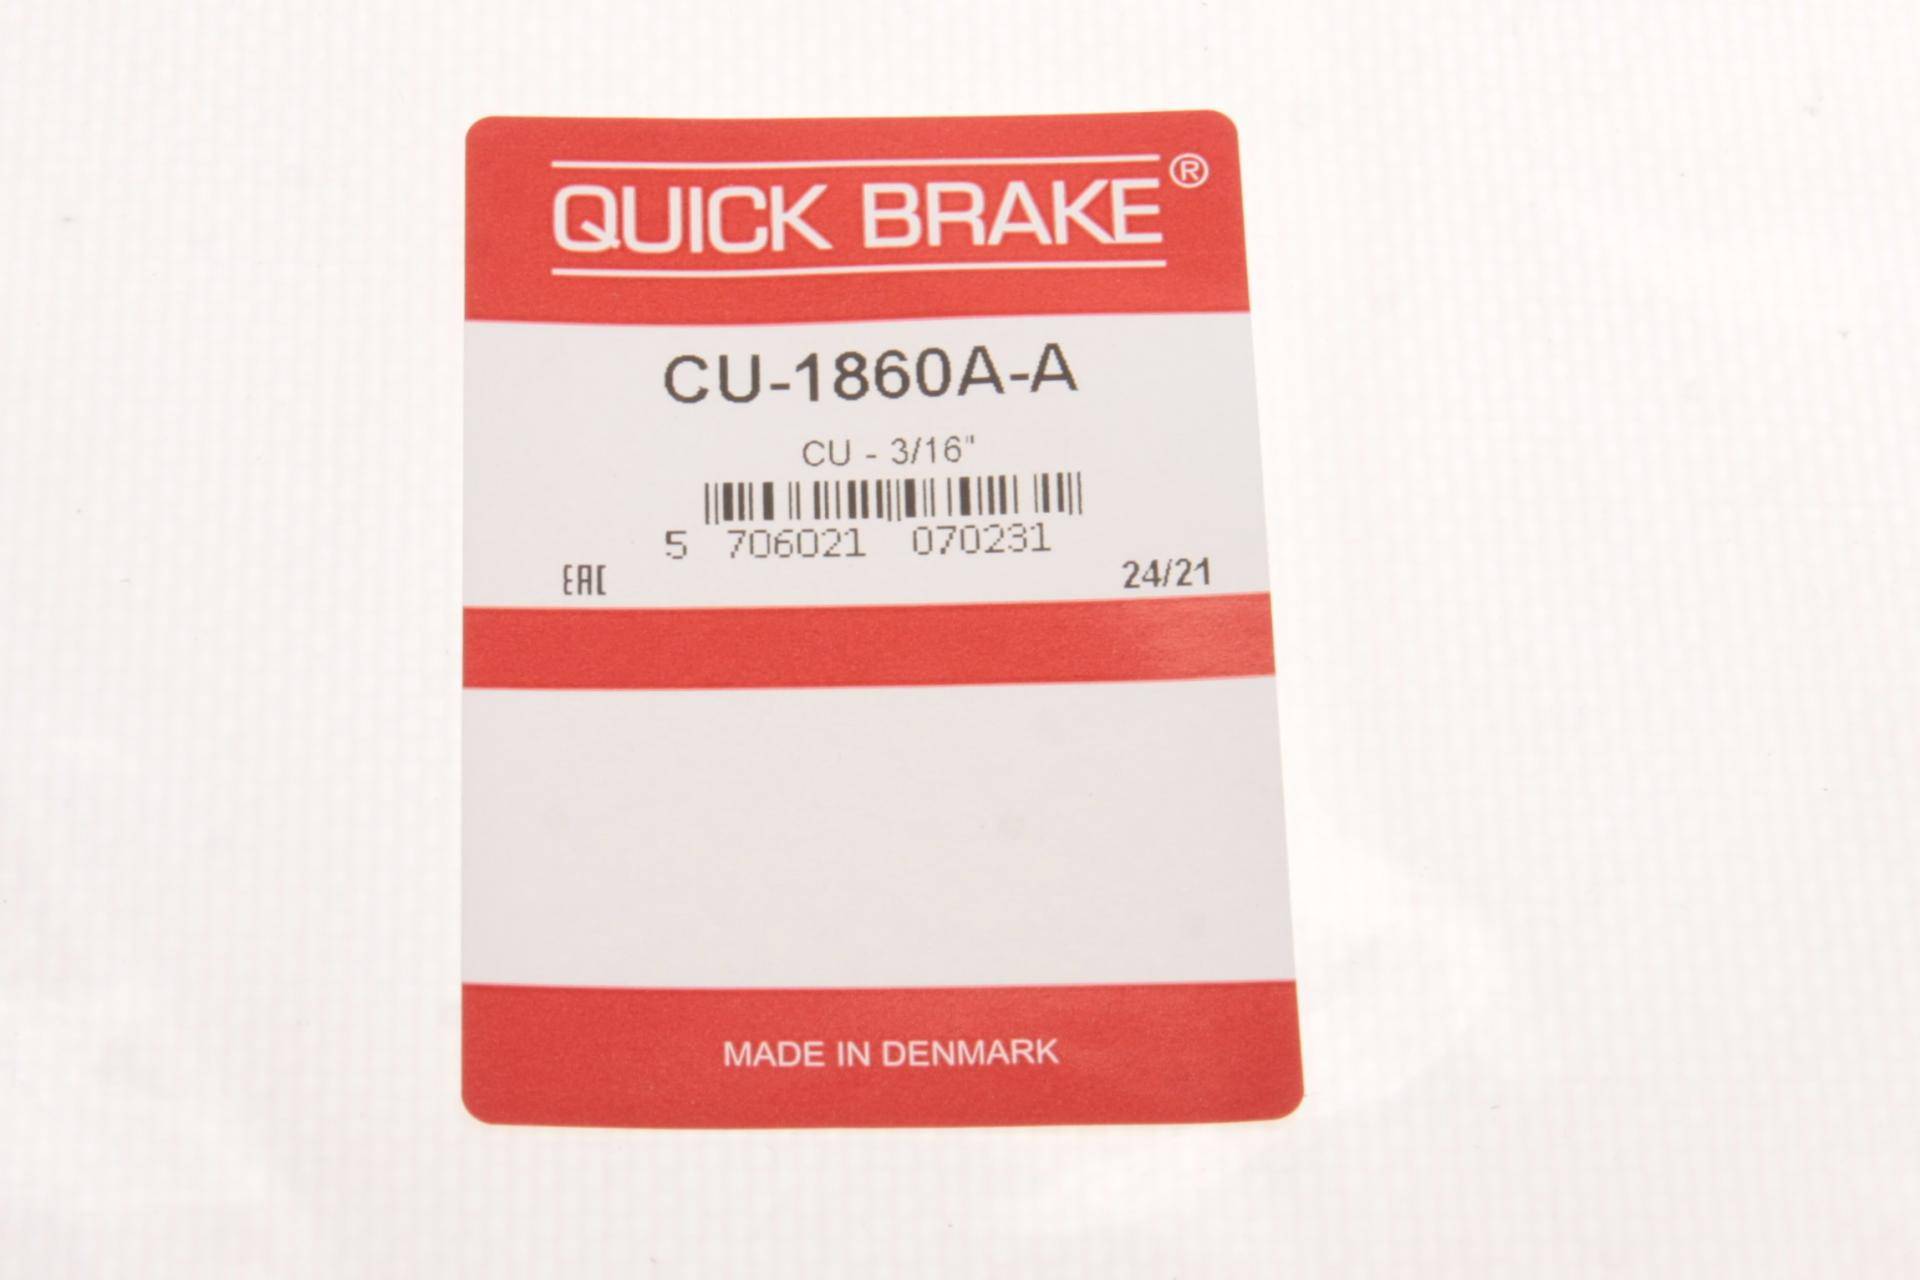 QUICK BRAKE®
CU-1860A-A
CU - 3/16"
5 706021 070231
EAC
24/21
MADE IN DENMARK